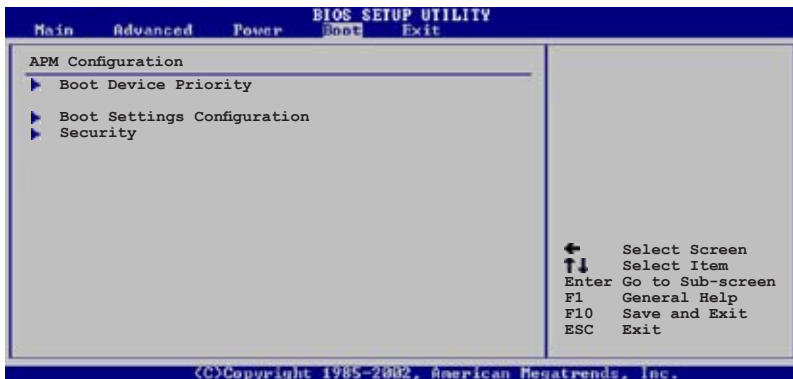 BIOS SETUP UTILITY
Main Advanced Power Boot Exit
APM Configuration
Boot Device Priority
Boot Settings Configuration
Security
← Select Screen
↑↓ Select Item
Enter Go to Sub-screen
F1 General Help
F10 Save and Exit
ESC Exit
(C)Copyright 1985-2002, American Megatrends, Inc.